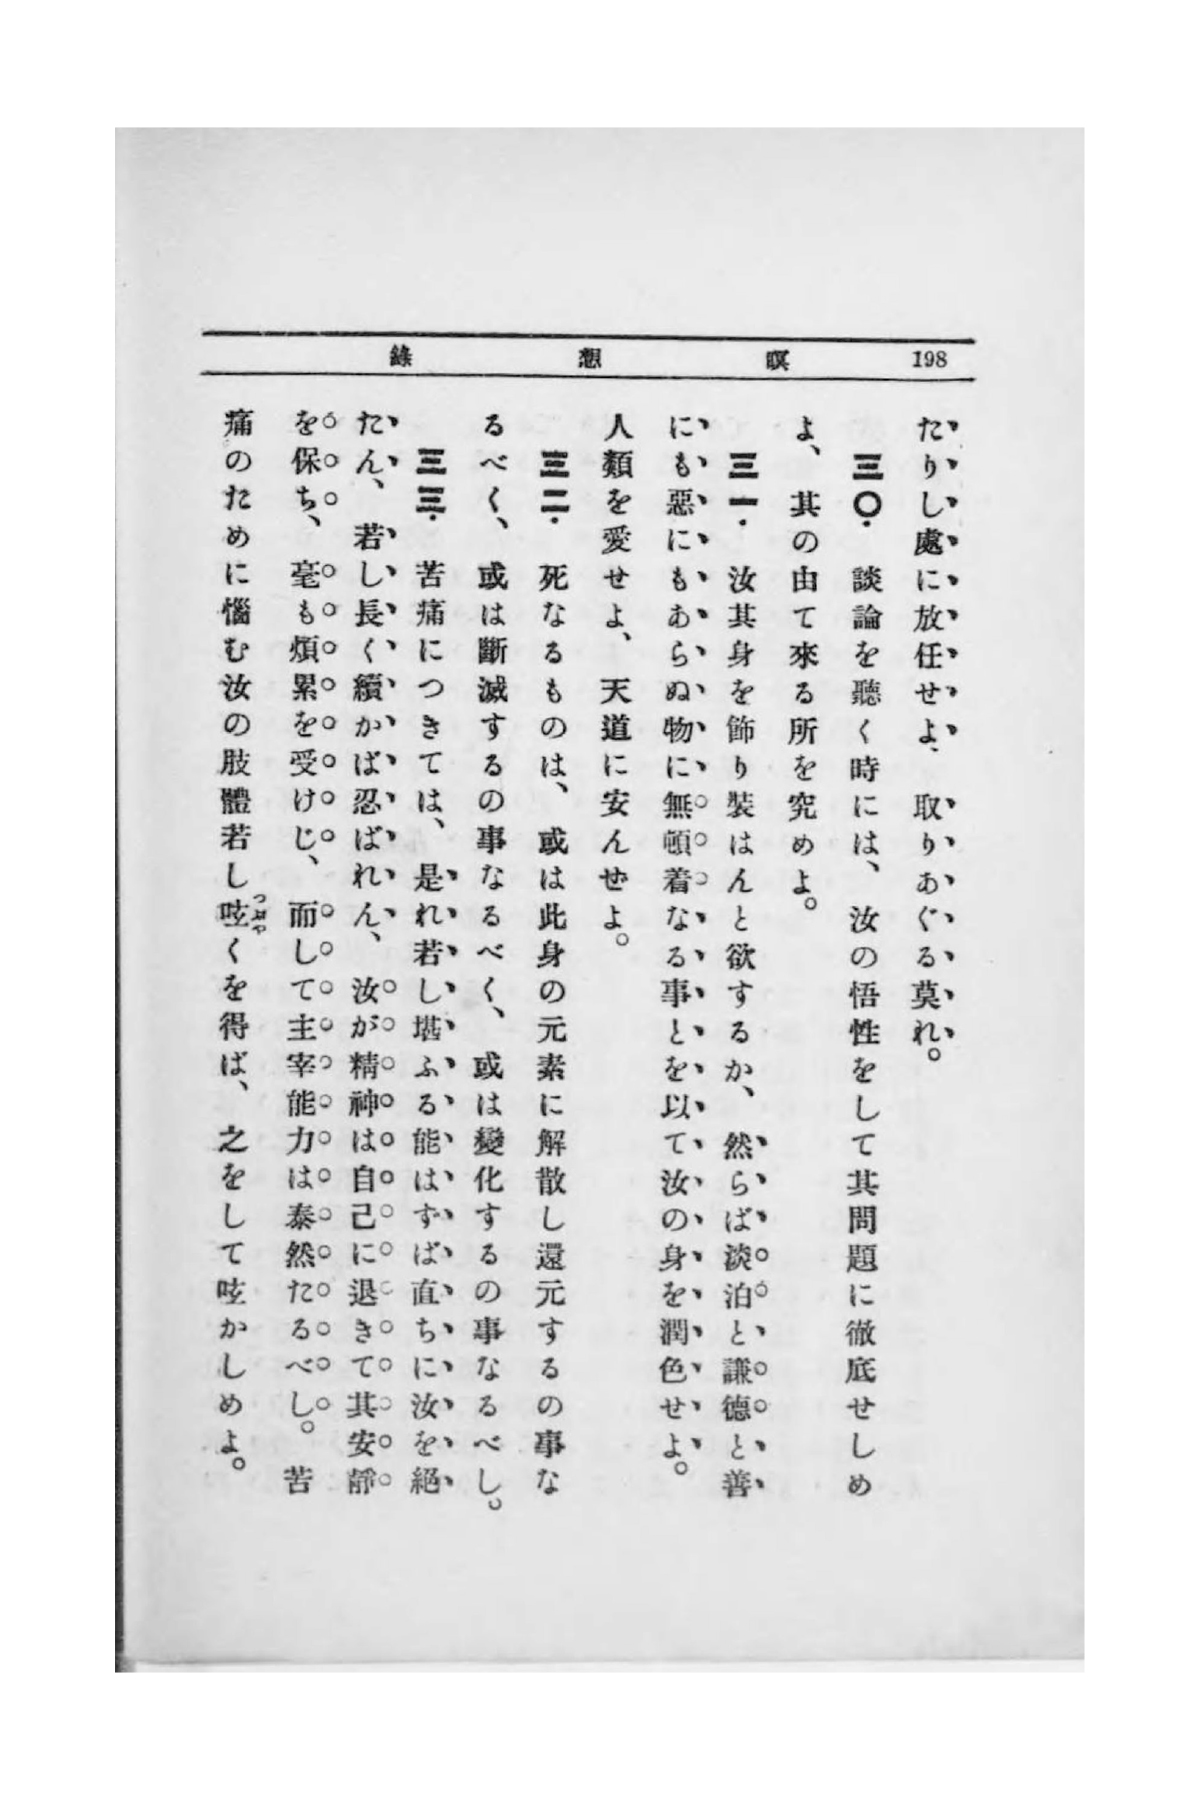 198 瞑想錄
たりし處に放任せよ、取りあぐる莫れ。
三〇. 談論を聽く時には、汝の悟性をして其問題に徹底せしめ
よ、其の由て來る所を究めよ。
三一. 汝其身を飾り裝はんと欲するか、然らば淡泊と謙德と善
にも惡にもあらぬ物に無頓着なる事とを以て汝の身を潤色せよ。
人類を愛せよ、天道に安んぜよ。
三二. 死なるものは、或は此身の元素に解散し還元するの事な
るべく、或は斷滅するの事なるべく、或は變化するの事なるべし。
三三. 苦痛につきては、是れ若し堪ふる能はずば直ちに汝を絕
たん、若し長く續かば忍ばれん、汝が精神は自己に退きて其安靜
を保ち、毫も煩累を受けじ、而して主宰能力は泰然たるべし。苦
痛のために惱む汝の肢體若し呟くを得ば、之をして呟かしめよ。